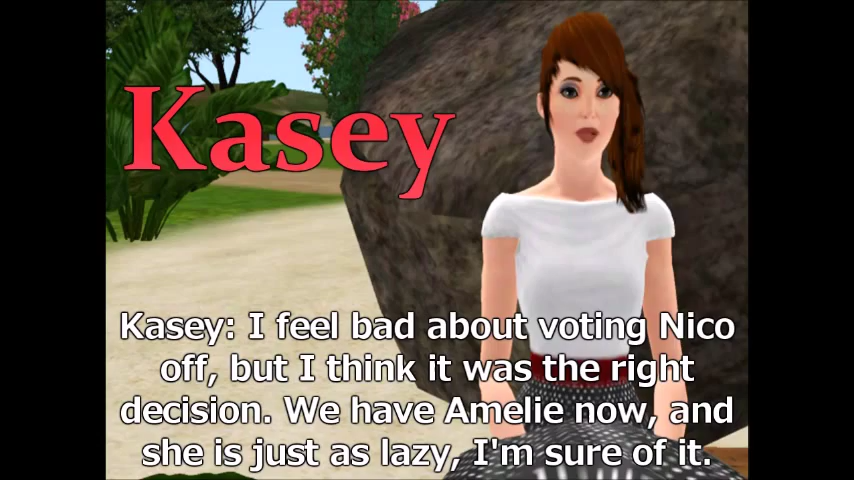 Kasey
Kasey: I feel bad about voting Nico
off, but I think it was the right
decision. We have Amelie now, and
she is just as lazy, I'm sure of it.